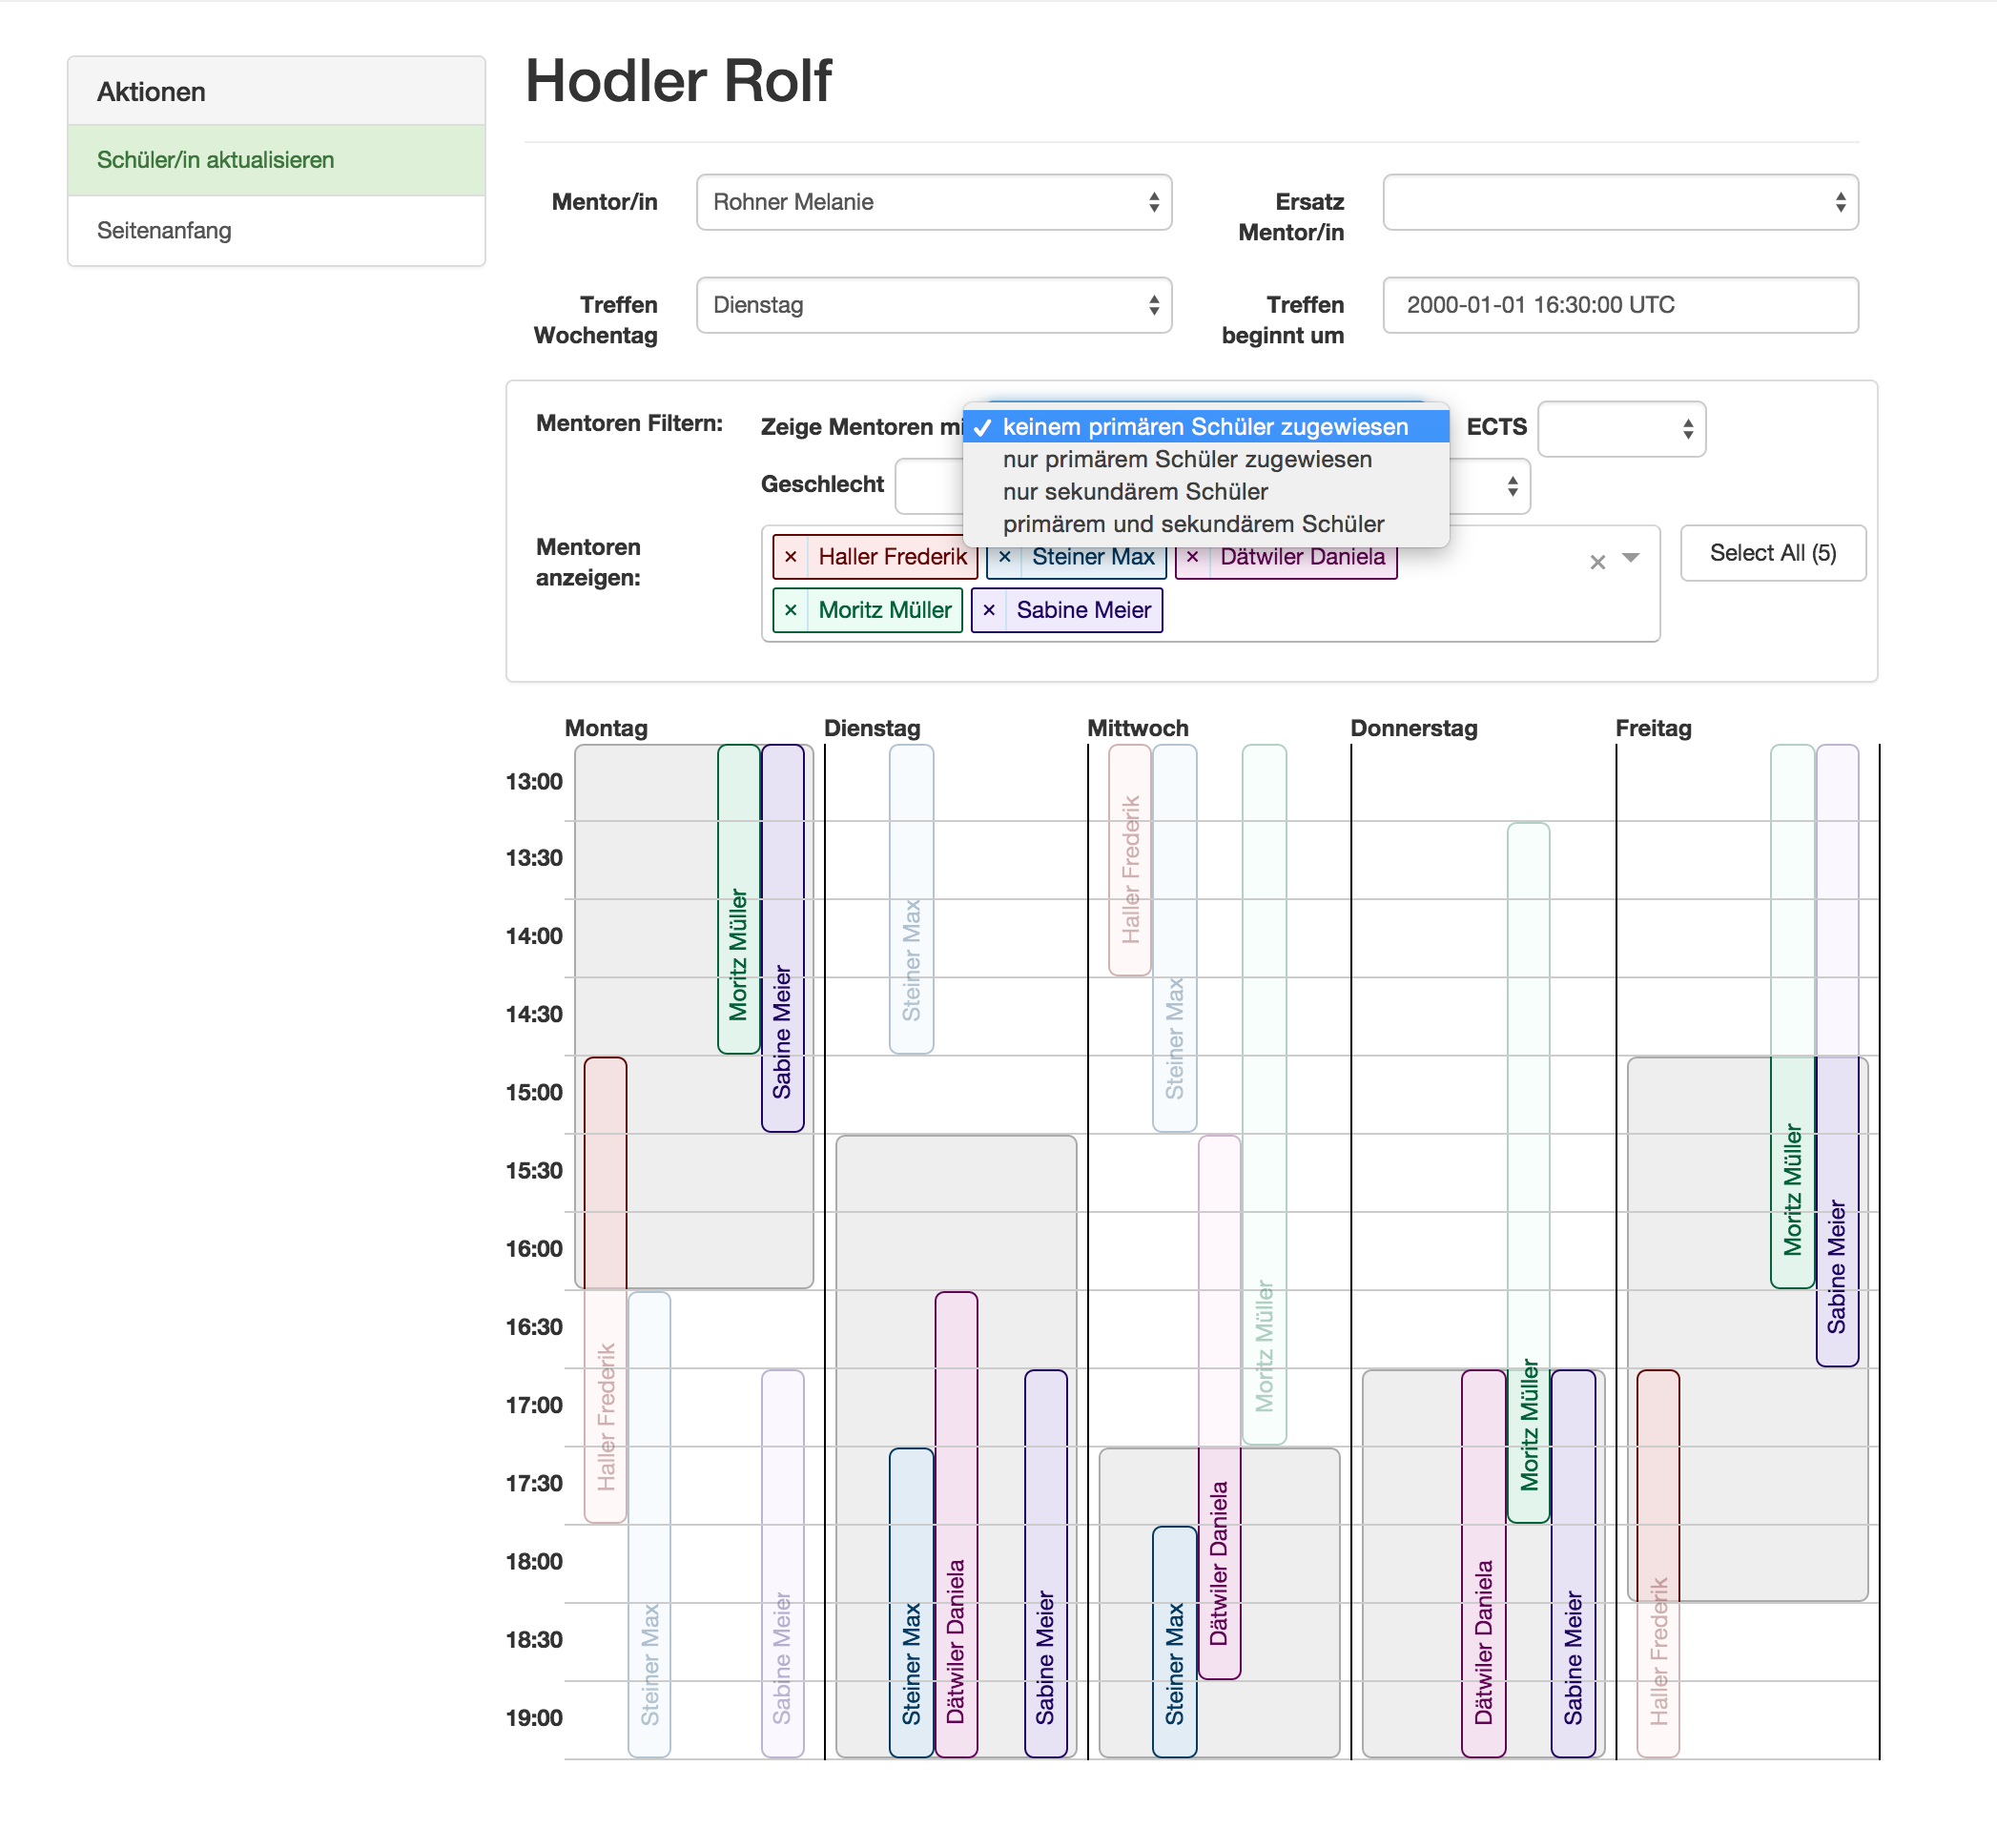 Aktionen
Schüler/in aktualisieren
Seitenanfang
Hodler Rolf
Mentor/in
Rohner Melanie
Ersatz
Mentor/in
Treffen
Wochentag
Dienstag
Treffen
beginnt um
2000-01-01 16:30:00 UTC
Mentoren Filtern:
Zeige Mentoren mi
✓ keinem primären Schüler zugewiesen
nur primärem Schüler zugewiesen
nur sekundärem Schüler
primärem und sekundärem Schüler
ECTS
Geschlecht
Mentoren
anzeigen:
× Haller Frederik × Steiner Max × Dätwiler Daniela
× Moritz Müller × Sabine Meier
×
Select All (5)
Montag Dienstag Mittwoch Donnerstag Freitag
13:00
13:30
14:00
14:30
15:00
15:30
16:00
16:30
17:00
17:30
18:00
18:30
19:00
Haller Frederik
Steiner Max
Moritz Müller
Sabine Meier
Sabine Meier
Steiner Max
Steiner Max
Dätwiler Daniela
Sabine Meier
Haller Frederik
Steiner Max
Steiner Max
Dätwiler Daniela
Moritz Müller
Dätwiler Daniela
Moritz Müller
Sabine Meier
Haller Frederik
Moritz Müller
Sabine Meier